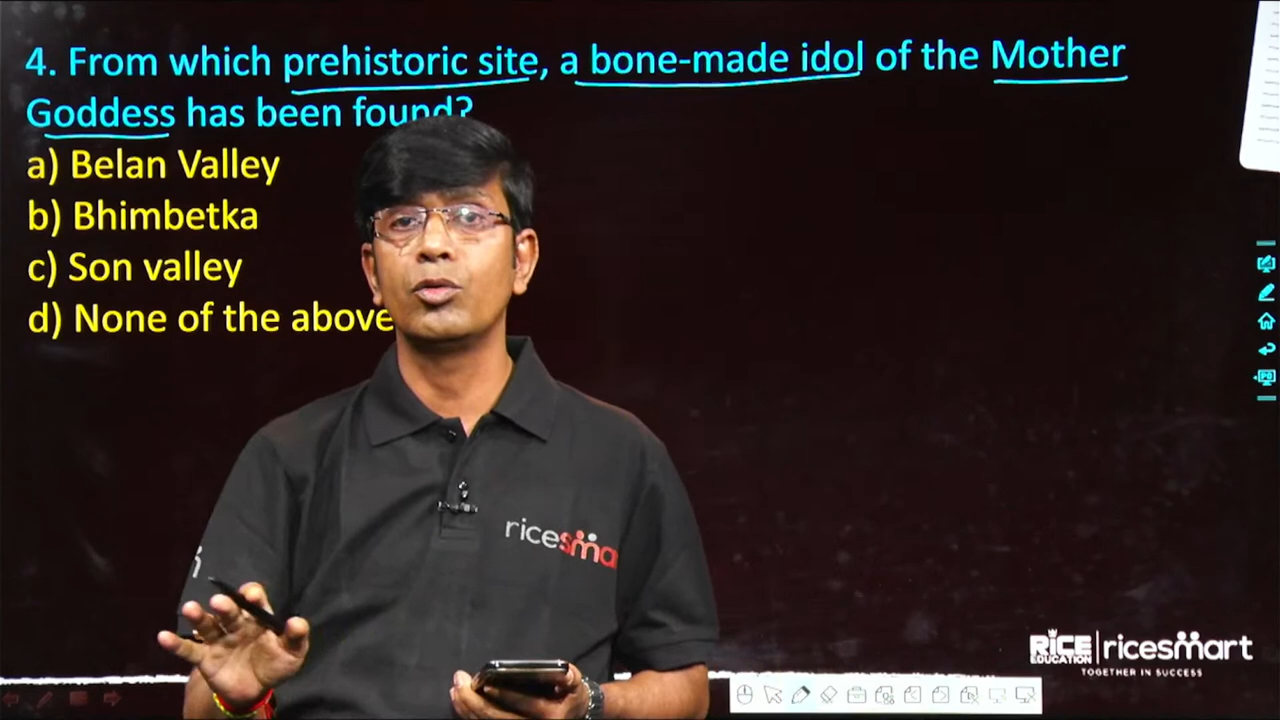 4. From which prehistoric site, a bone-made idol of the Mother
Goddess has been found?
a) Belan Valley
b) Bhimbetka
c) Son valley
d) None of the above
ricesma
RICE EDUCATION | ricesmart
TOGETHER IN SUCCESS